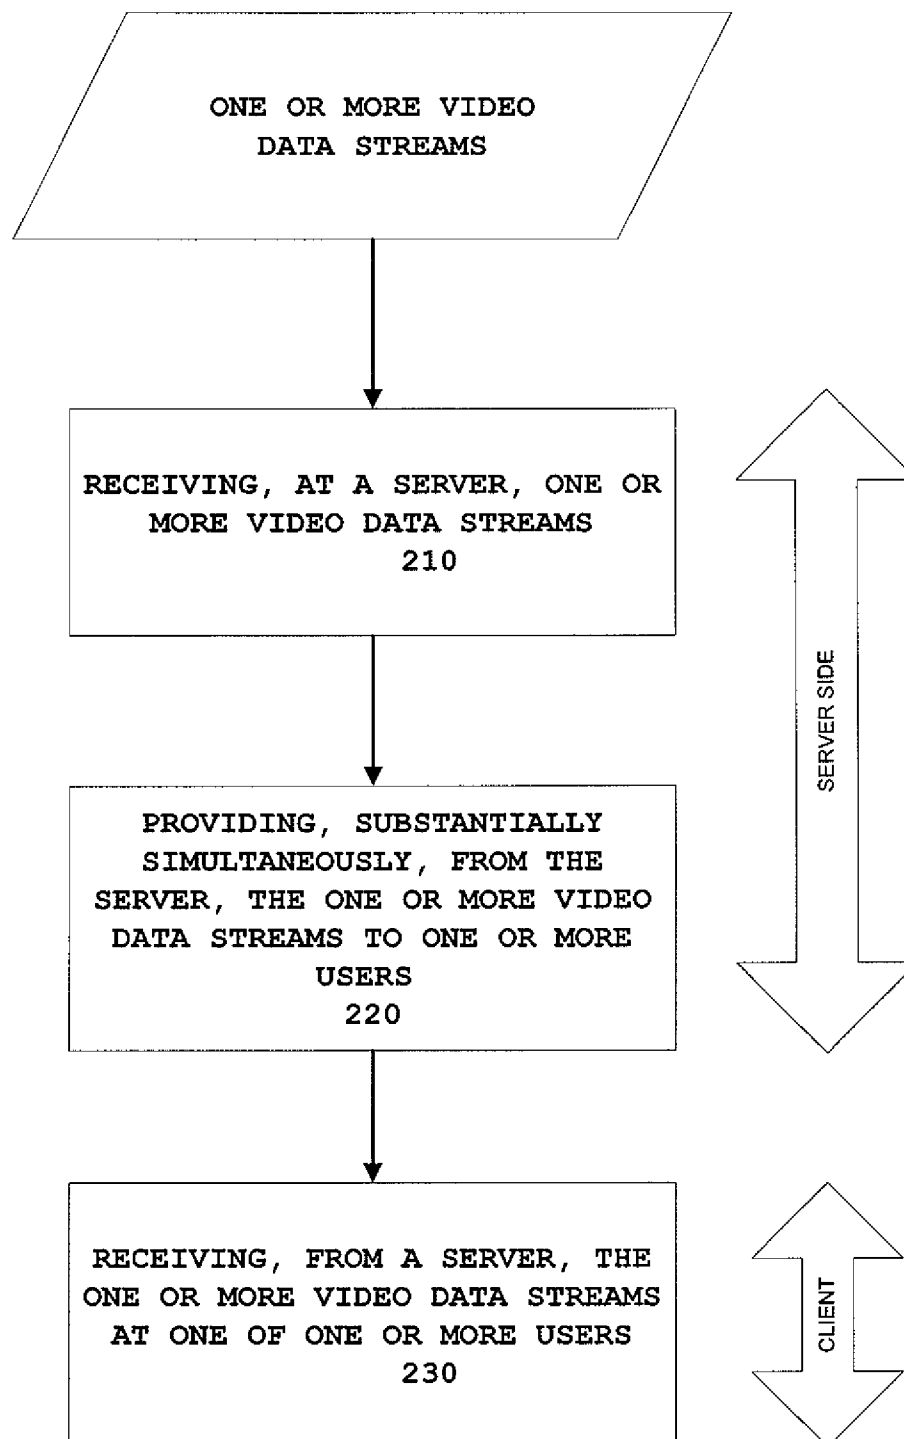 ONE OR MORE VIDEO
DATA STREAMS
RECEIVING, AT A SERVER, ONE OR
MORE VIDEO DATA STREAMS
210
PROVIDING, SUBSTANTIALLY
SIMULTANEOUSLY, FROM THE
SERVER, THE ONE OR MORE VIDEO
DATA STREAMS TO ONE OR MORE
USERS
220
SERVER SIDE
RECEIVING, FROM A SERVER, THE
ONE OR MORE VIDEO DATA STREAMS
AT ONE OF ONE OR MORE USERS
230
CLIENT